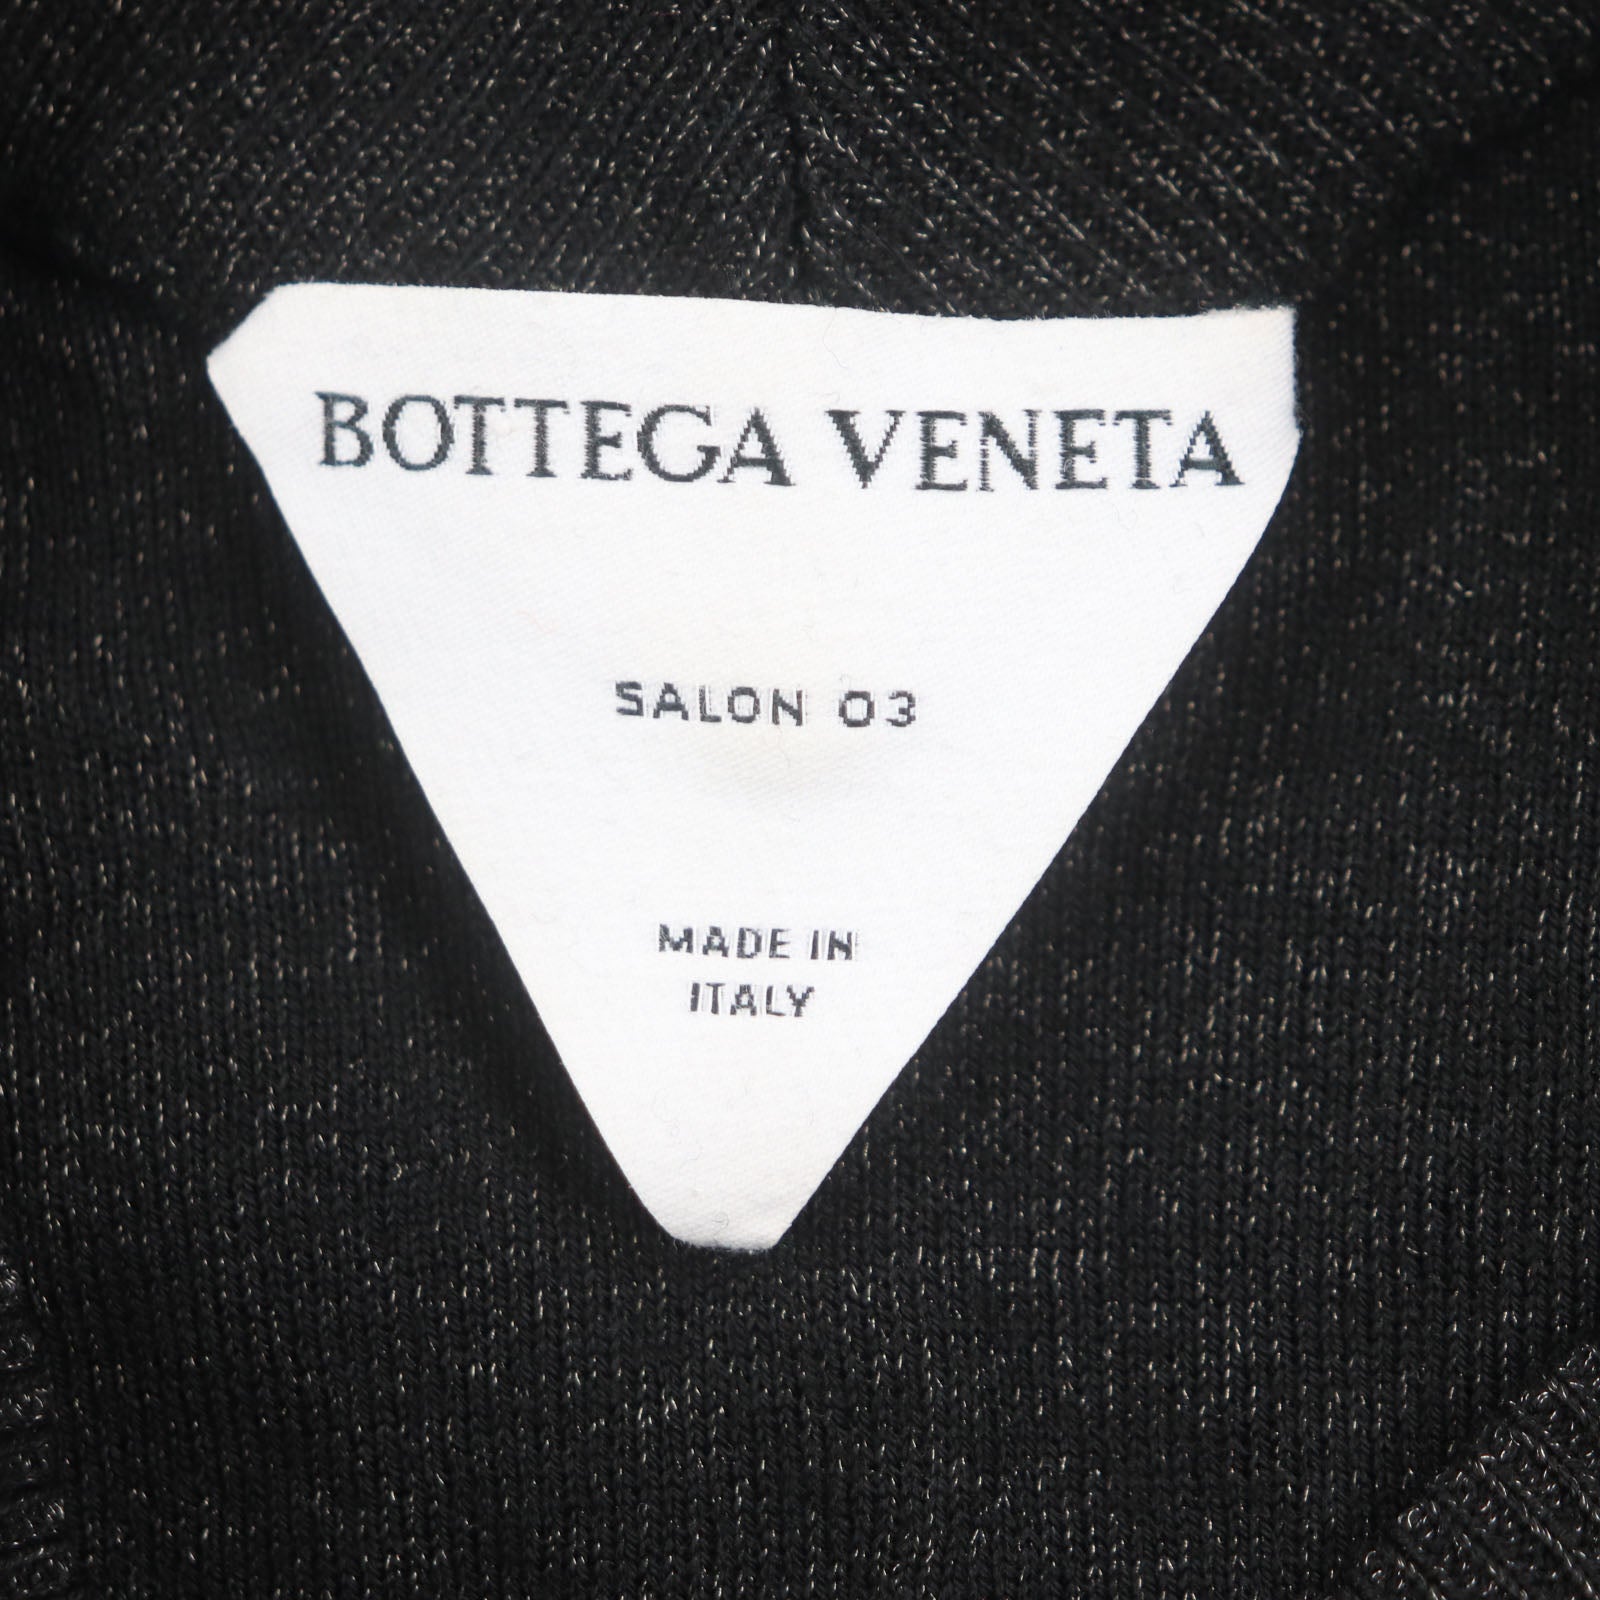 BOTTEGA VENETA
SALON 03
MADE IN
ITALY